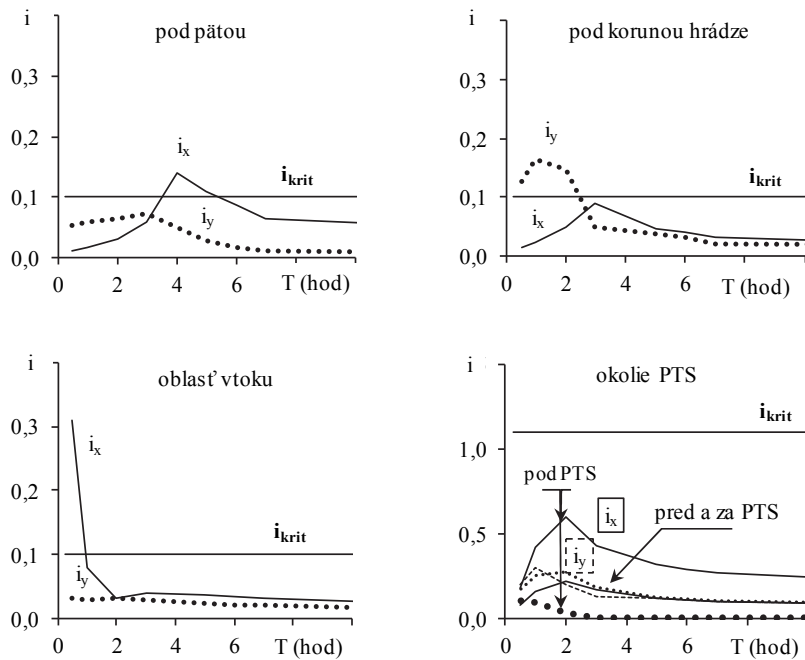 i
pod pätou
0,3
0,2
0,1
0,0
i_x
i_krit
i_y
0
2
4
6
T (hod)
pod korunou hrádze
0,3
0,2
0,1
0,0
i_y
i_krit
i_x
0
2
4
6
T (hod)
i
oblasť vtoku
0,3
0,2
0,1
0,0
i_x
i_krit
i_y
0
2
4
6
T (hod)
i
okolie PTS
i_krit
1,0
0,5
0,0
pod PTS
i_x
pred a za PTS
i_y
0
2
4
6
T (hod)